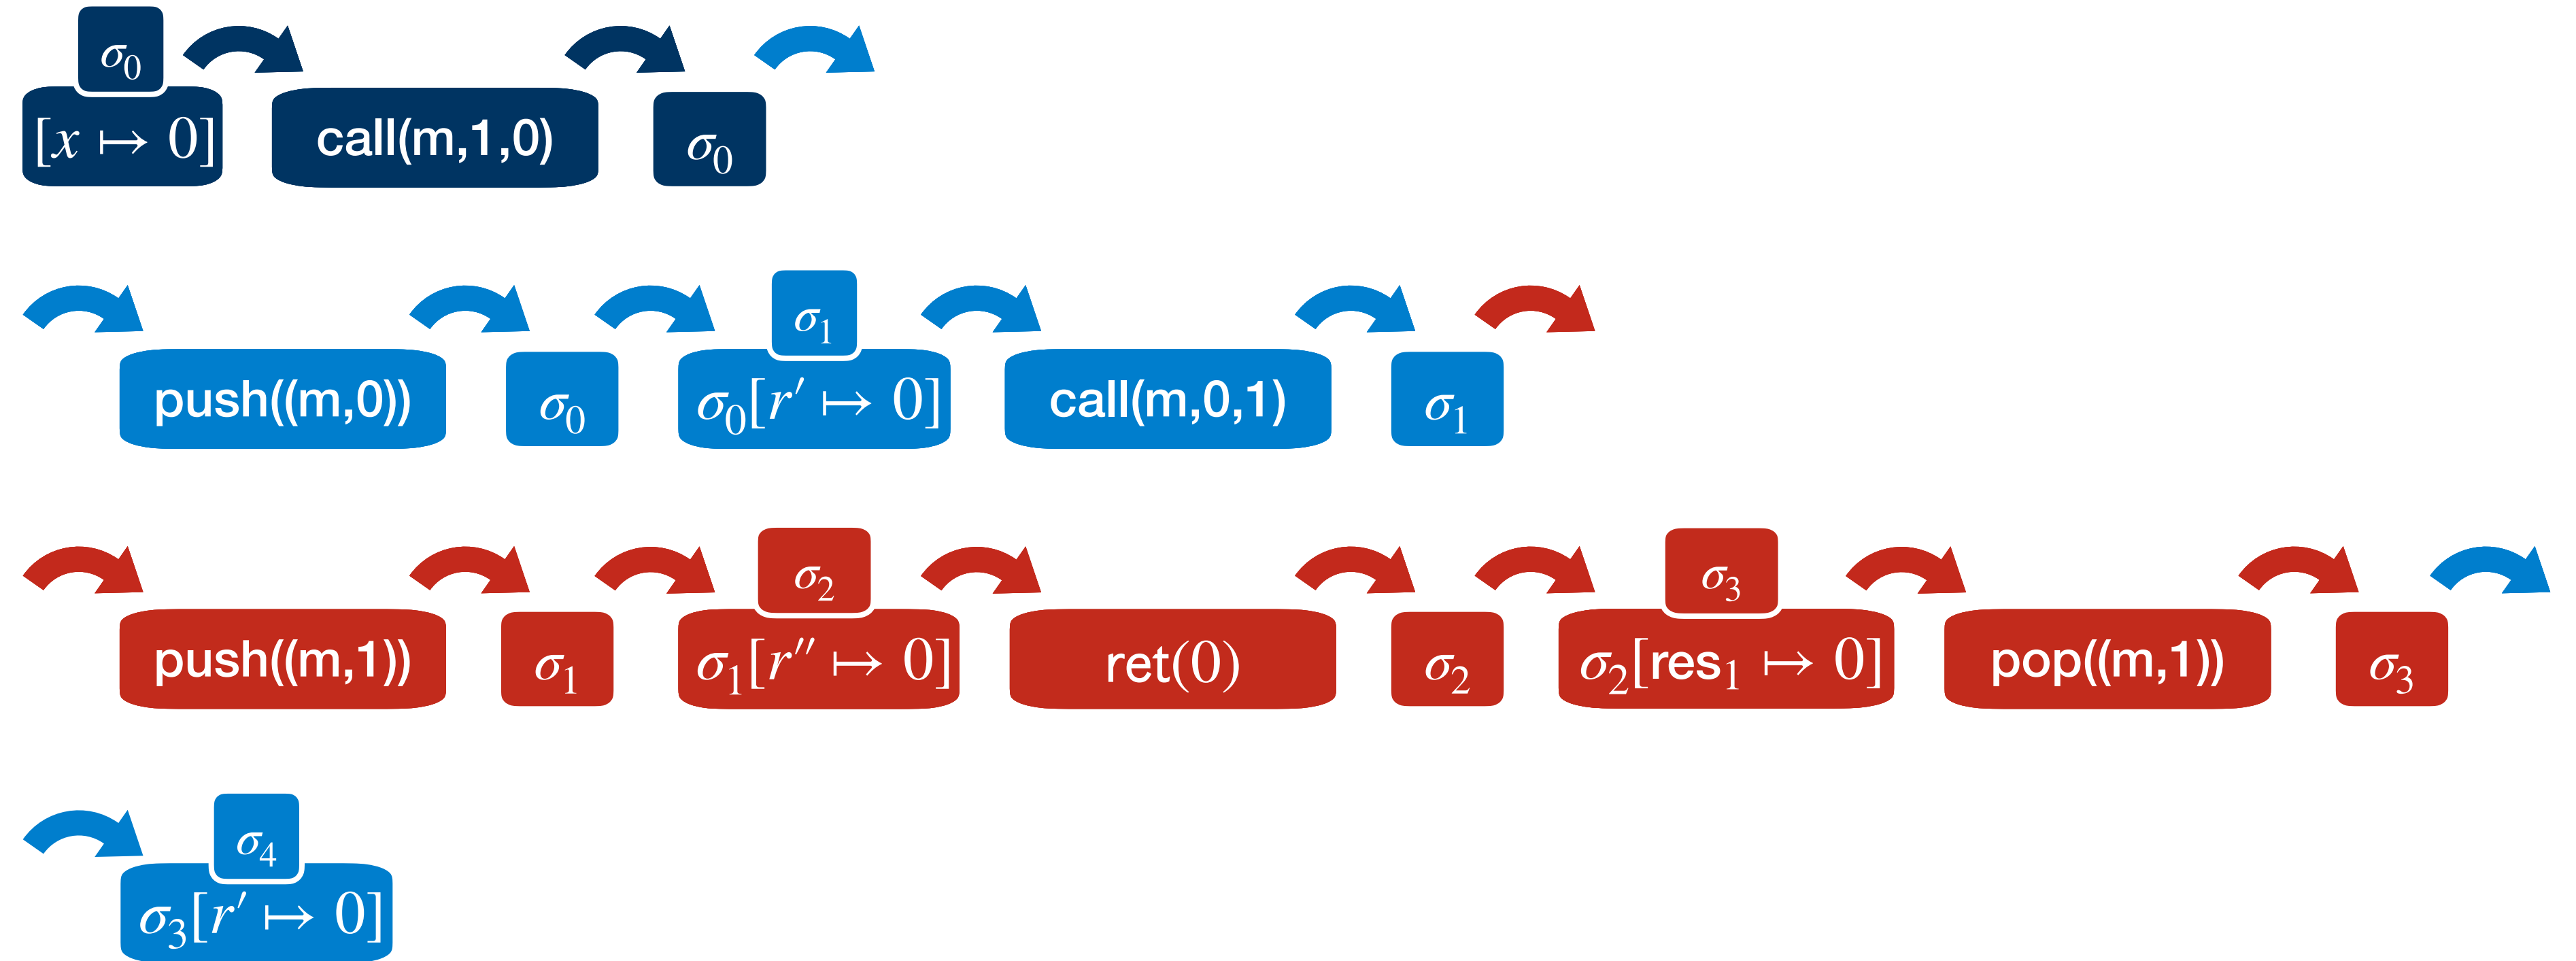 σ₀
[x ↦ 0] call(m,1,0) σ₀
σ₁
push((m,0)) σ₀ σ₀[r′ ↦ 0] call(m,0,1) σ₁
σ₂ σ₃
push((m,1)) σ₁ σ₁[r″ ↦ 0] ret(0) σ₂ σ₂[res₁ ↦ 0] pop((m,1)) σ₃
σ₄
σ₃[r′ ↦ 0]